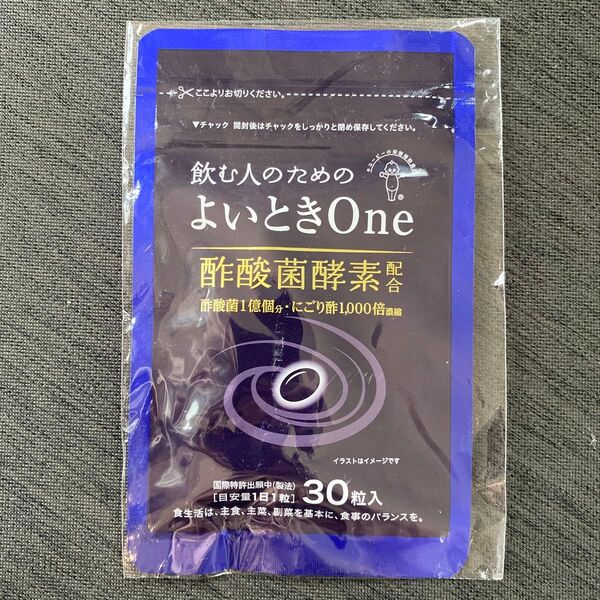 ここよりお切りください。
▼チャック 開封後はチャックをしっかりと閉め保存してください。
飲む人のための
よいときOne
®
酢酸菌酵素配合
酢酸菌1億個分・にごり酢1,000倍濃縮
イラストはイメージです
国際特許出願中(製法)
[目安量1日1粒] 30粒入
食生活は、主食、主菜、副菜を基本に、食事のバランスを。